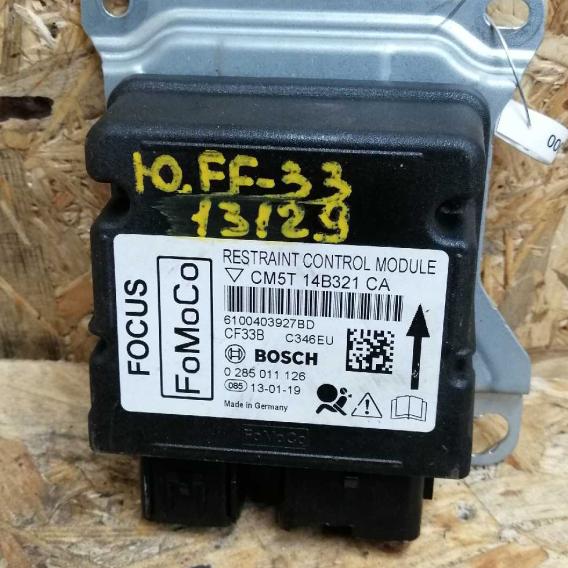 Ю.FF-33
13129
RESTRAINT CONTROL MODULE
CM5T 14B321 CA
FOCUS
FoMoCo
6100403927BD
CF33B C346EU
BOSCH
0 285 011 126
085 13-01-19
Made in Germany
FoMoCo
00